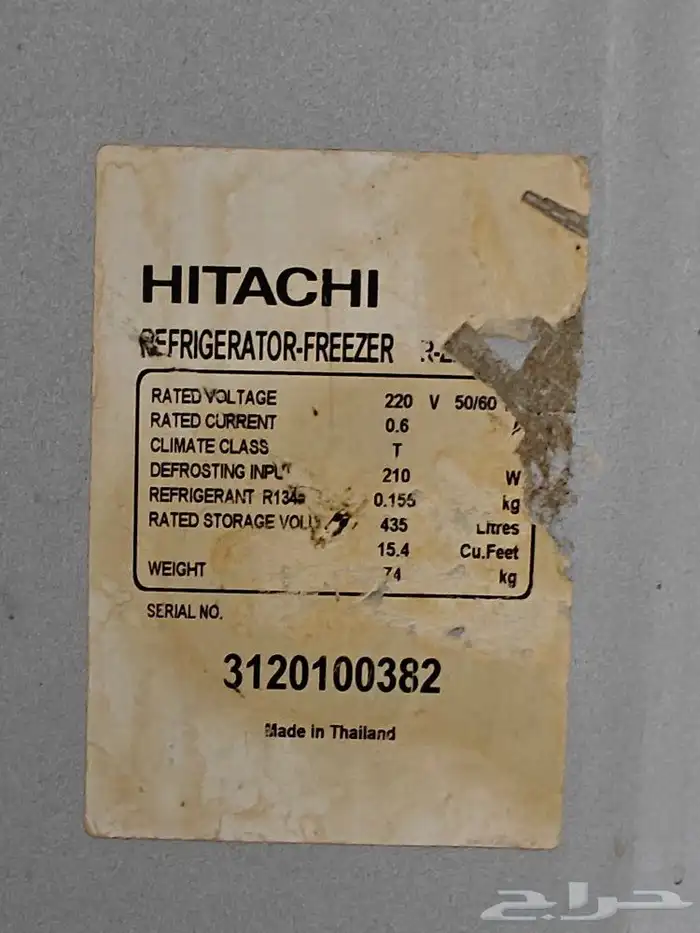 HITACHI
REFRIGERATOR-FREEZER
RATED VOLTAGE 220 V 50/60
RATED CURRENT 0.6
CLIMATE CLASS T
DEFROSTING INPUT 210 W
REFRIGERANT R134a 0.155 kg
RATED STORAGE 435 Litres
15.4 Cu.Feet
WEIGHT 74 kg
SERIAL NO.
3120100382
Made in Thailand
حراج